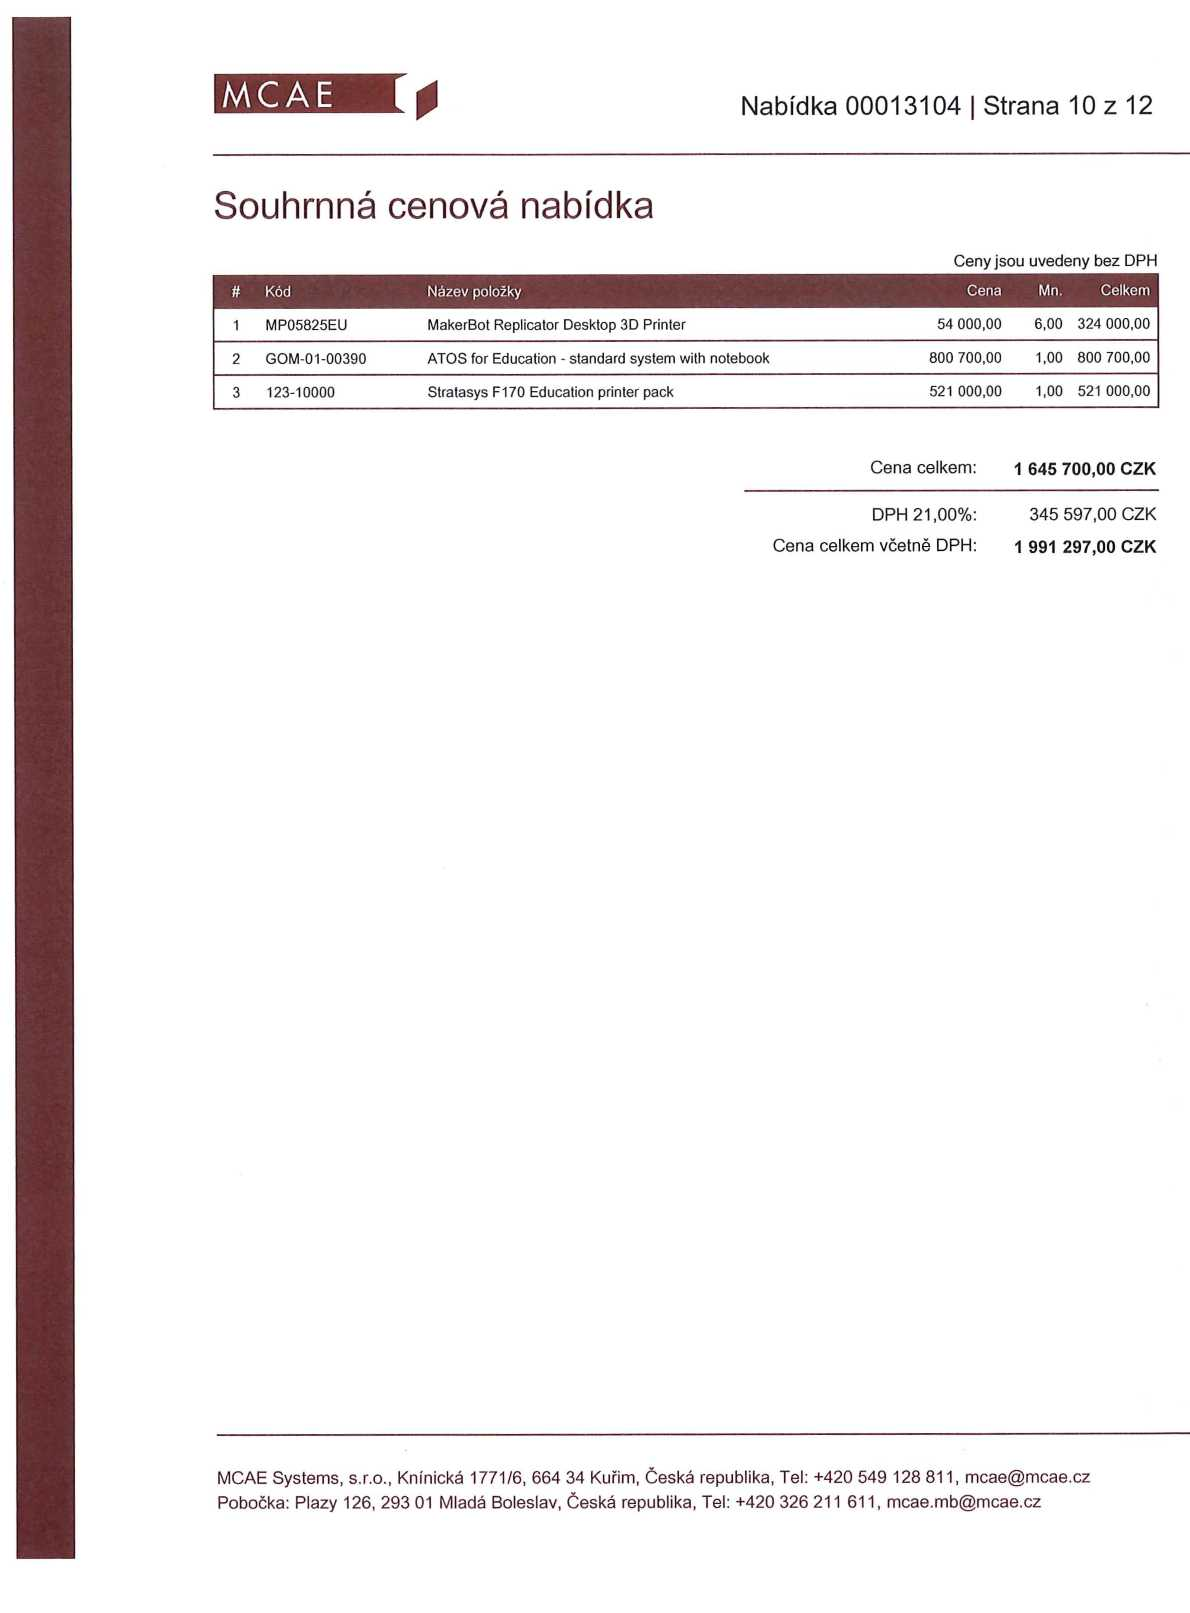 MCAE
Nabídka 00013104 | Strana 10 z 12
Souhrnná cenová nabídka
Ceny jsou uvedeny bez DPH
# Kód Název položky Cena Mn. Celkem
1 MP05825EU MakerBot Replicator Desktop 3D Printer 54 000,00 6,00 324 000,00
2 GOM-01-00390 ATOS for Education - standard system with notebook 800 700,00 1,00 800 700,00
3 123-10000 Stratasys F170 Education printer pack 521 000,00 1,00 521 000,00
Cena celkem: 1 645 700,00 CZK
DPH 21,00%: 345 597,00 CZK
Cena celkem včetně DPH: 1 991 297,00 CZK
MCAE Systems, s.r.o., Knínická 1771/6, 664 34 Kuřim, Česká republika, Tel: +420 549 128 811, mcae@mcae.cz
Pobočka: Plazy 126, 293 01 Mladá Boleslav, Česká republika, Tel: +420 326 211 611, mcae.mb@mcae.cz